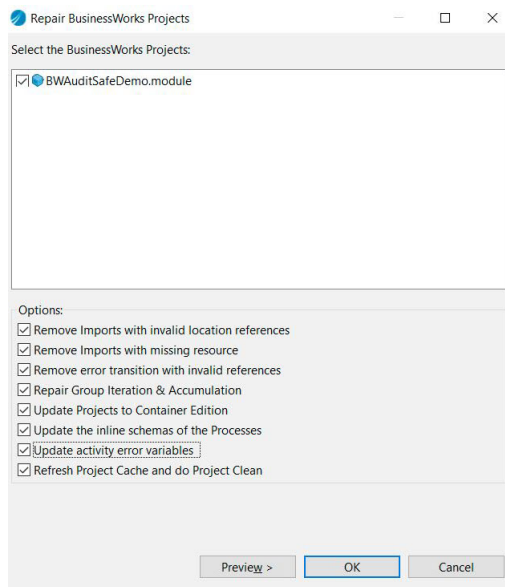 Repair BusinessWorks Projects
Select the BusinessWorks Projects:
BWAuditSafeDemo.module
Options:
Remove Imports with invalid location references
Remove Imports with missing resource
Remove error transition with invalid references
Repair Group Iteration & Accumulation
Update Projects to Container Edition
Update the inline schemas of the Processes
Update activity error variables
Refresh Project Cache and do Project Clean
Preview > OK Cancel